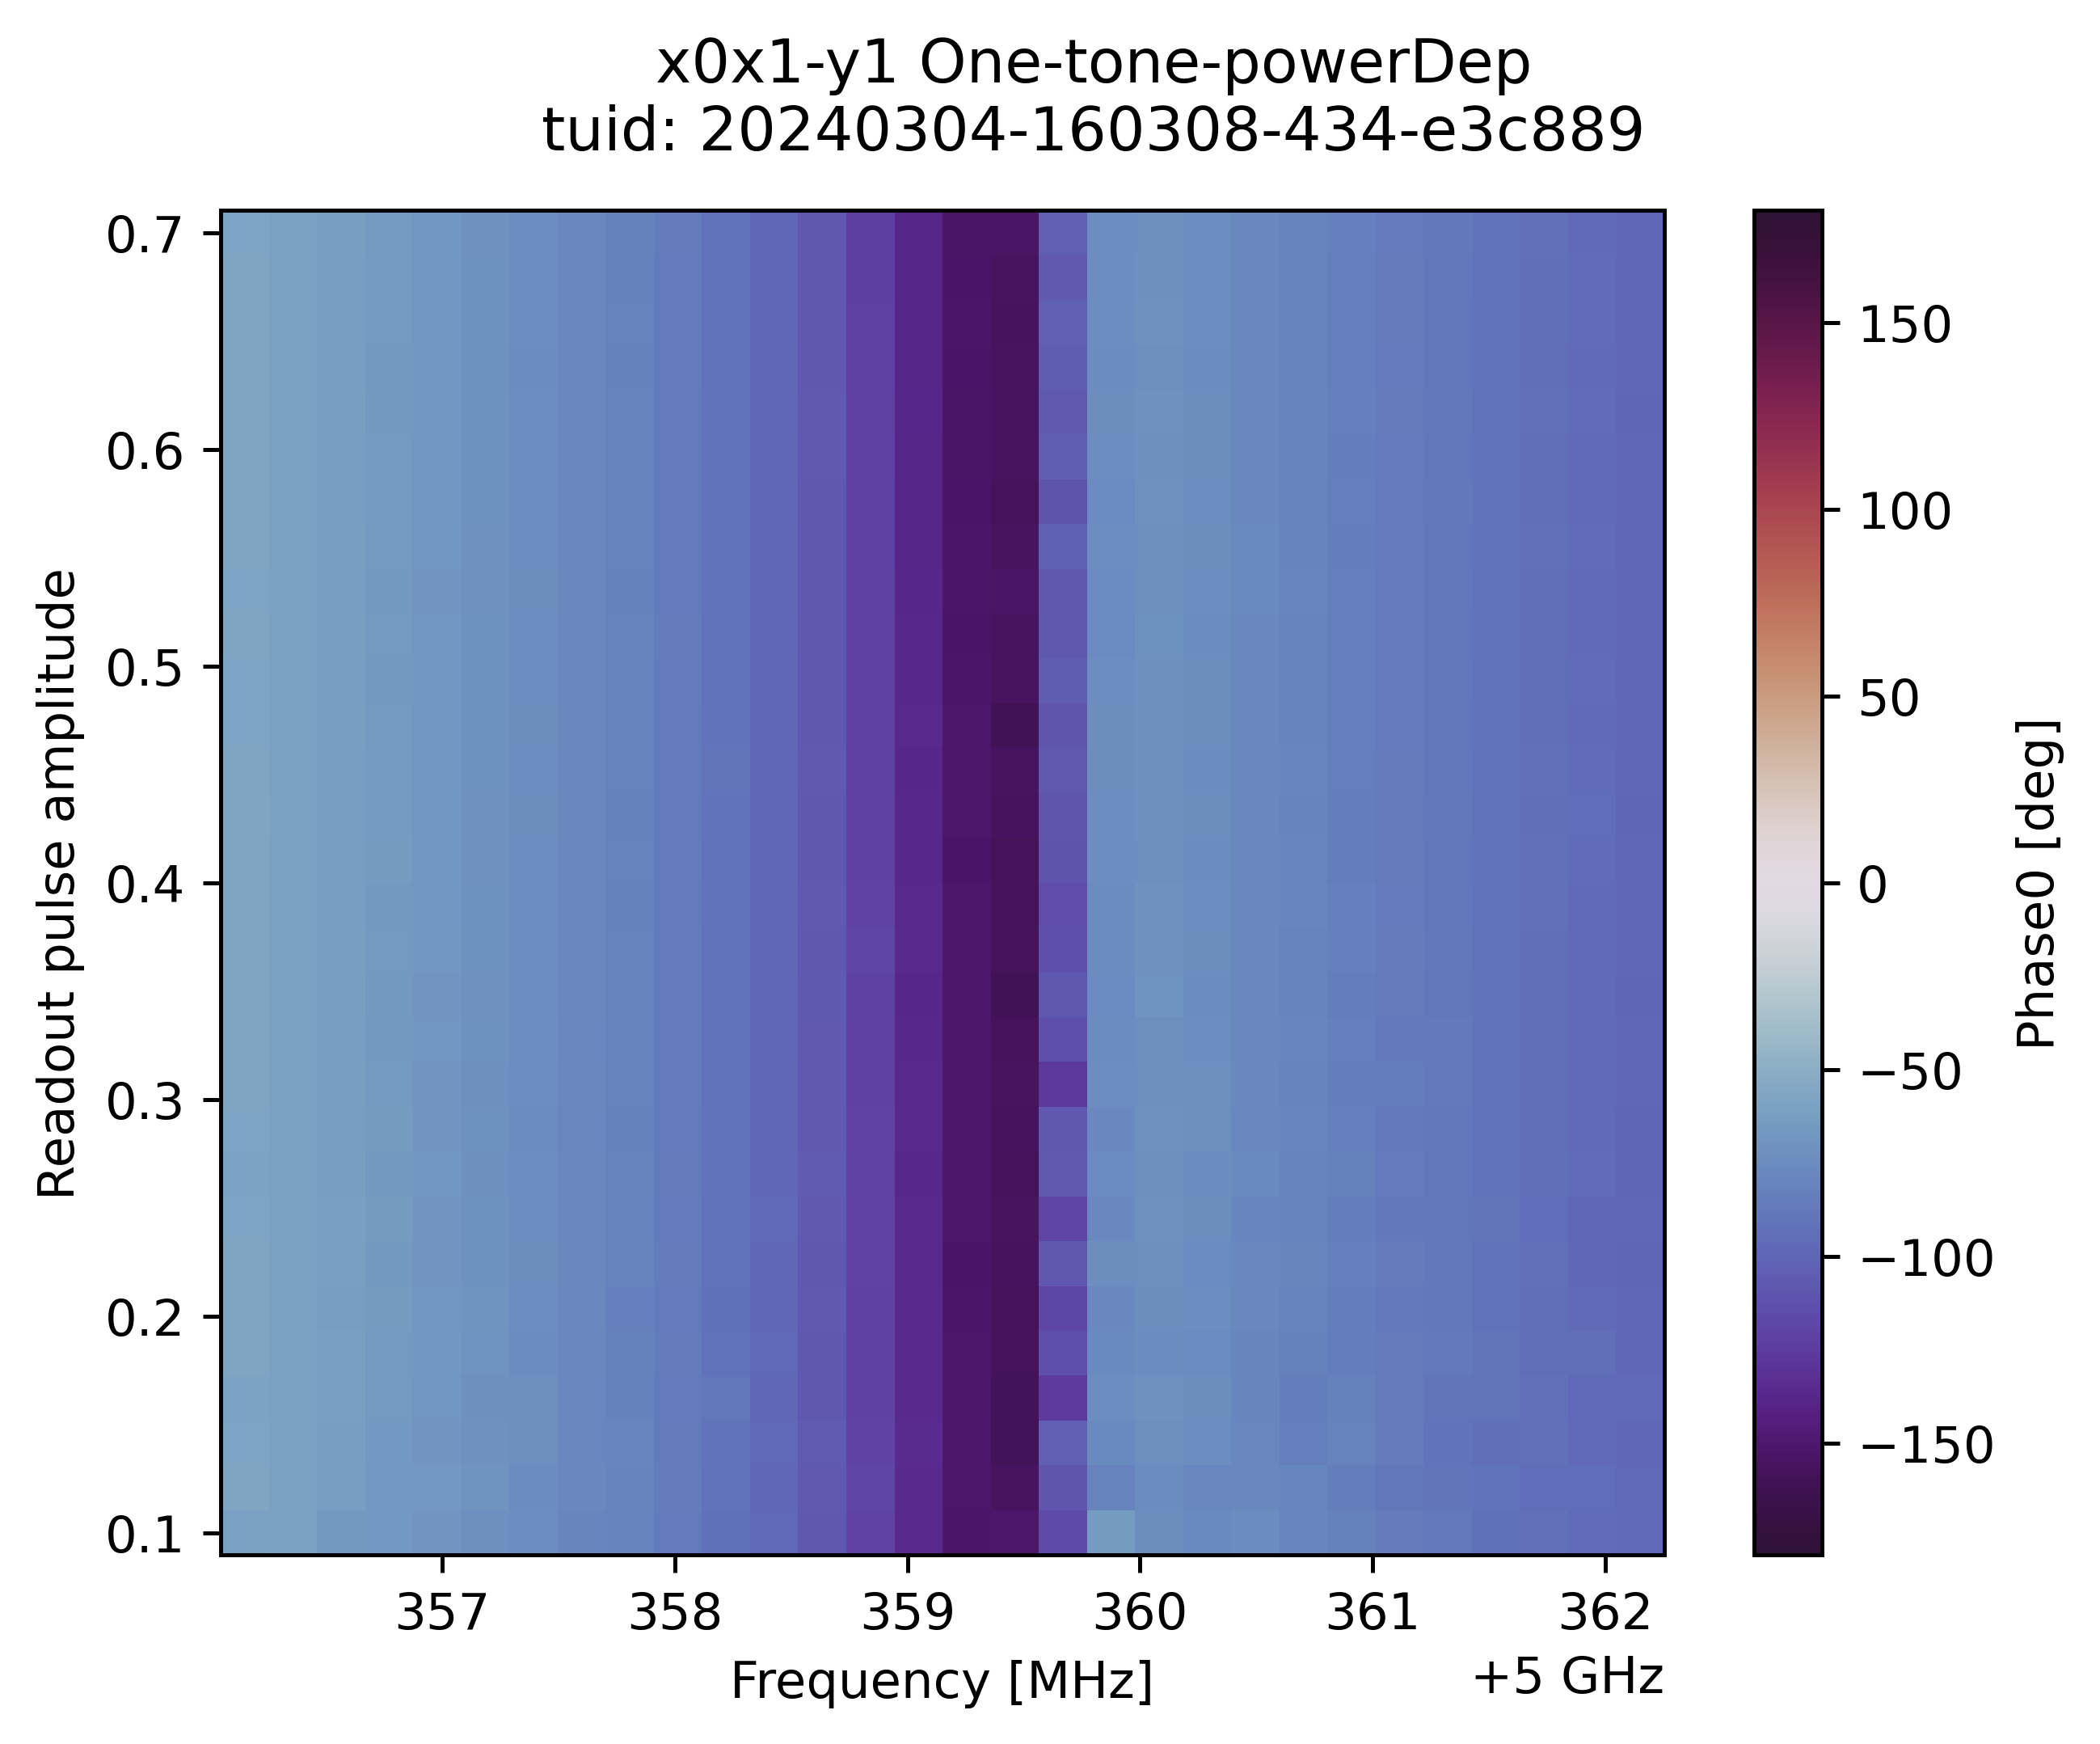 x0x1-y1 One-tone-powerDep
tuid: 20240304-160308-434-e3c889
Readout pulse amplitude
0.7
0.6
0.5
0.4
0.3
0.2
0.1
357 358 359 360 361 362
Frequency [MHz]
+5 GHz
150
100
50
0
−50
−100
−150
Phase0 [deg]